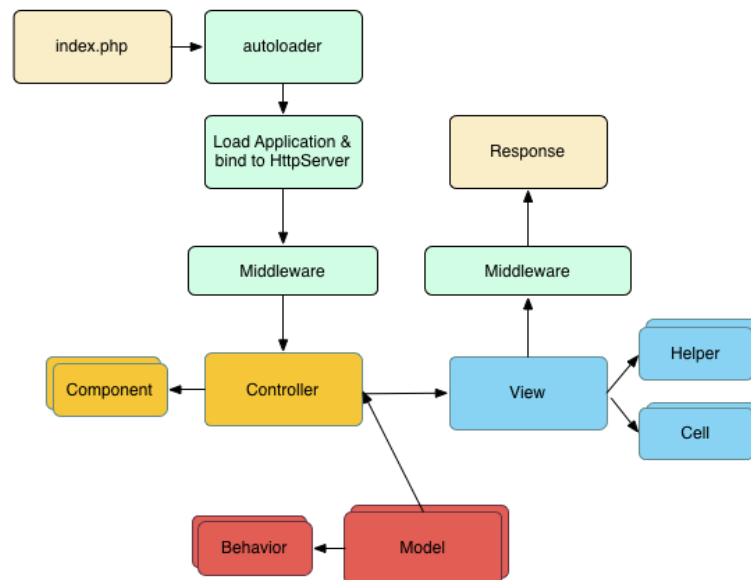 index.php
autoloader
Load Application &
bind to HttpServer
Response
Middleware
Middleware
Component
Controller
View
Helper
Cell
Behavior
Model